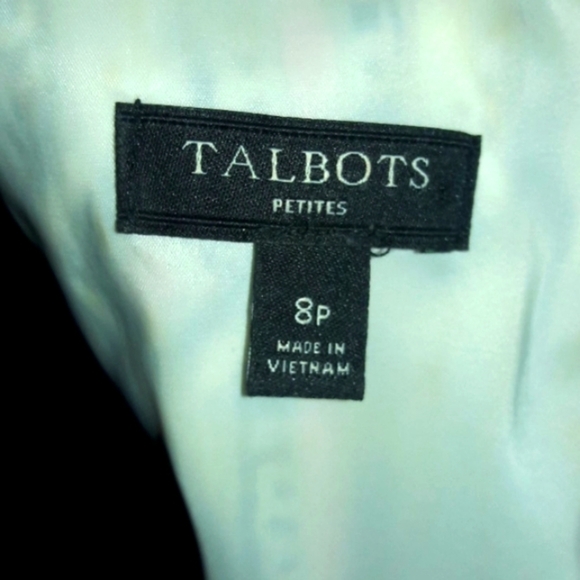 TALBOTS
PETITES
8P
MADE IN
VIETNAM